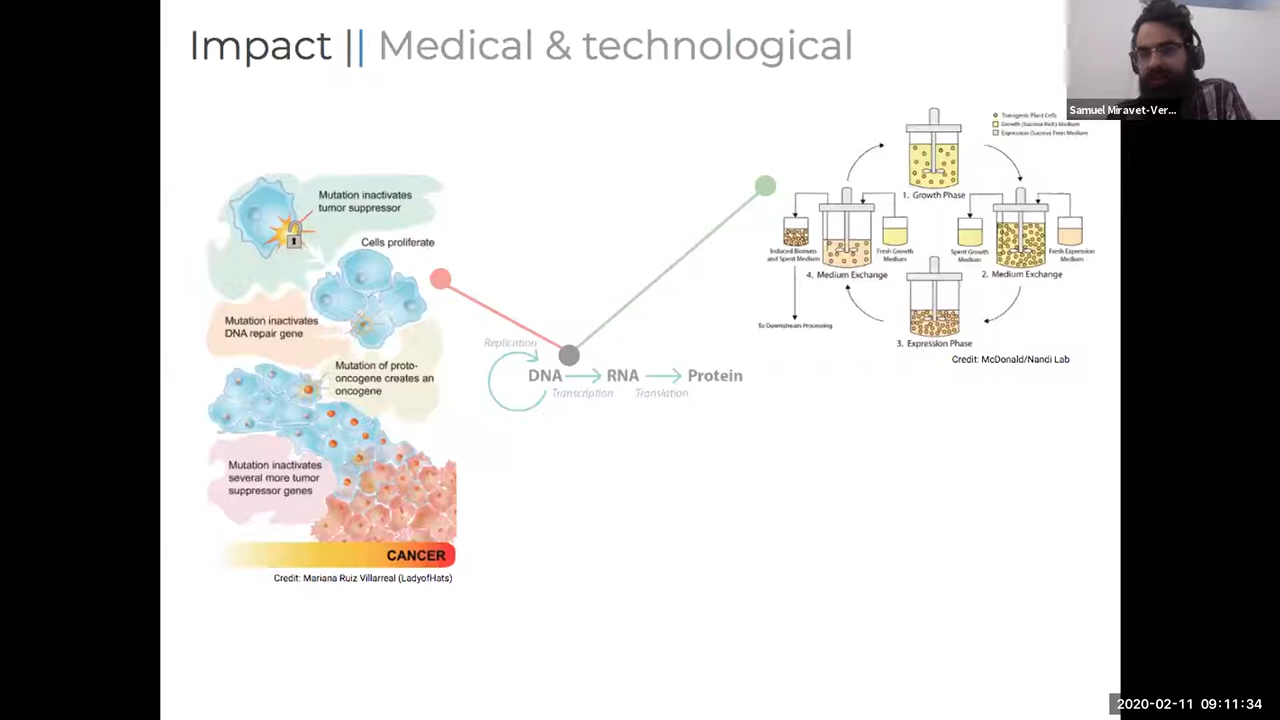 Impact || Medical & technological
Samuel Miravet-Ver...
Mutation inactivates
tumor suppressor
Cells proliferate
Mutation inactivates
DNA repair gene
Mutation of proto-
oncogene creates an
oncogene
Mutation inactivates
several more tumor
suppressor genes
CANCER
Credit: Mariana Ruiz Villarreal (LadyofHats)
Replication
DNA RNA Protein
Transcription Translation
Transgenic Plant Cells
Growth (Sucrose Rich) Medium
Expression (Sucrose Free) Medium
1. Growth Phase
Induced Biomass
and Spent Medium
Fresh Growth
Medium
4. Medium Exchange
Spent Growth
Medium
Fresh Expression
Medium
2. Medium Exchange
To Downstream Processing
3. Expression Phase
Credit: McDonald/Nandi Lab
2020-02-11 09:11:34